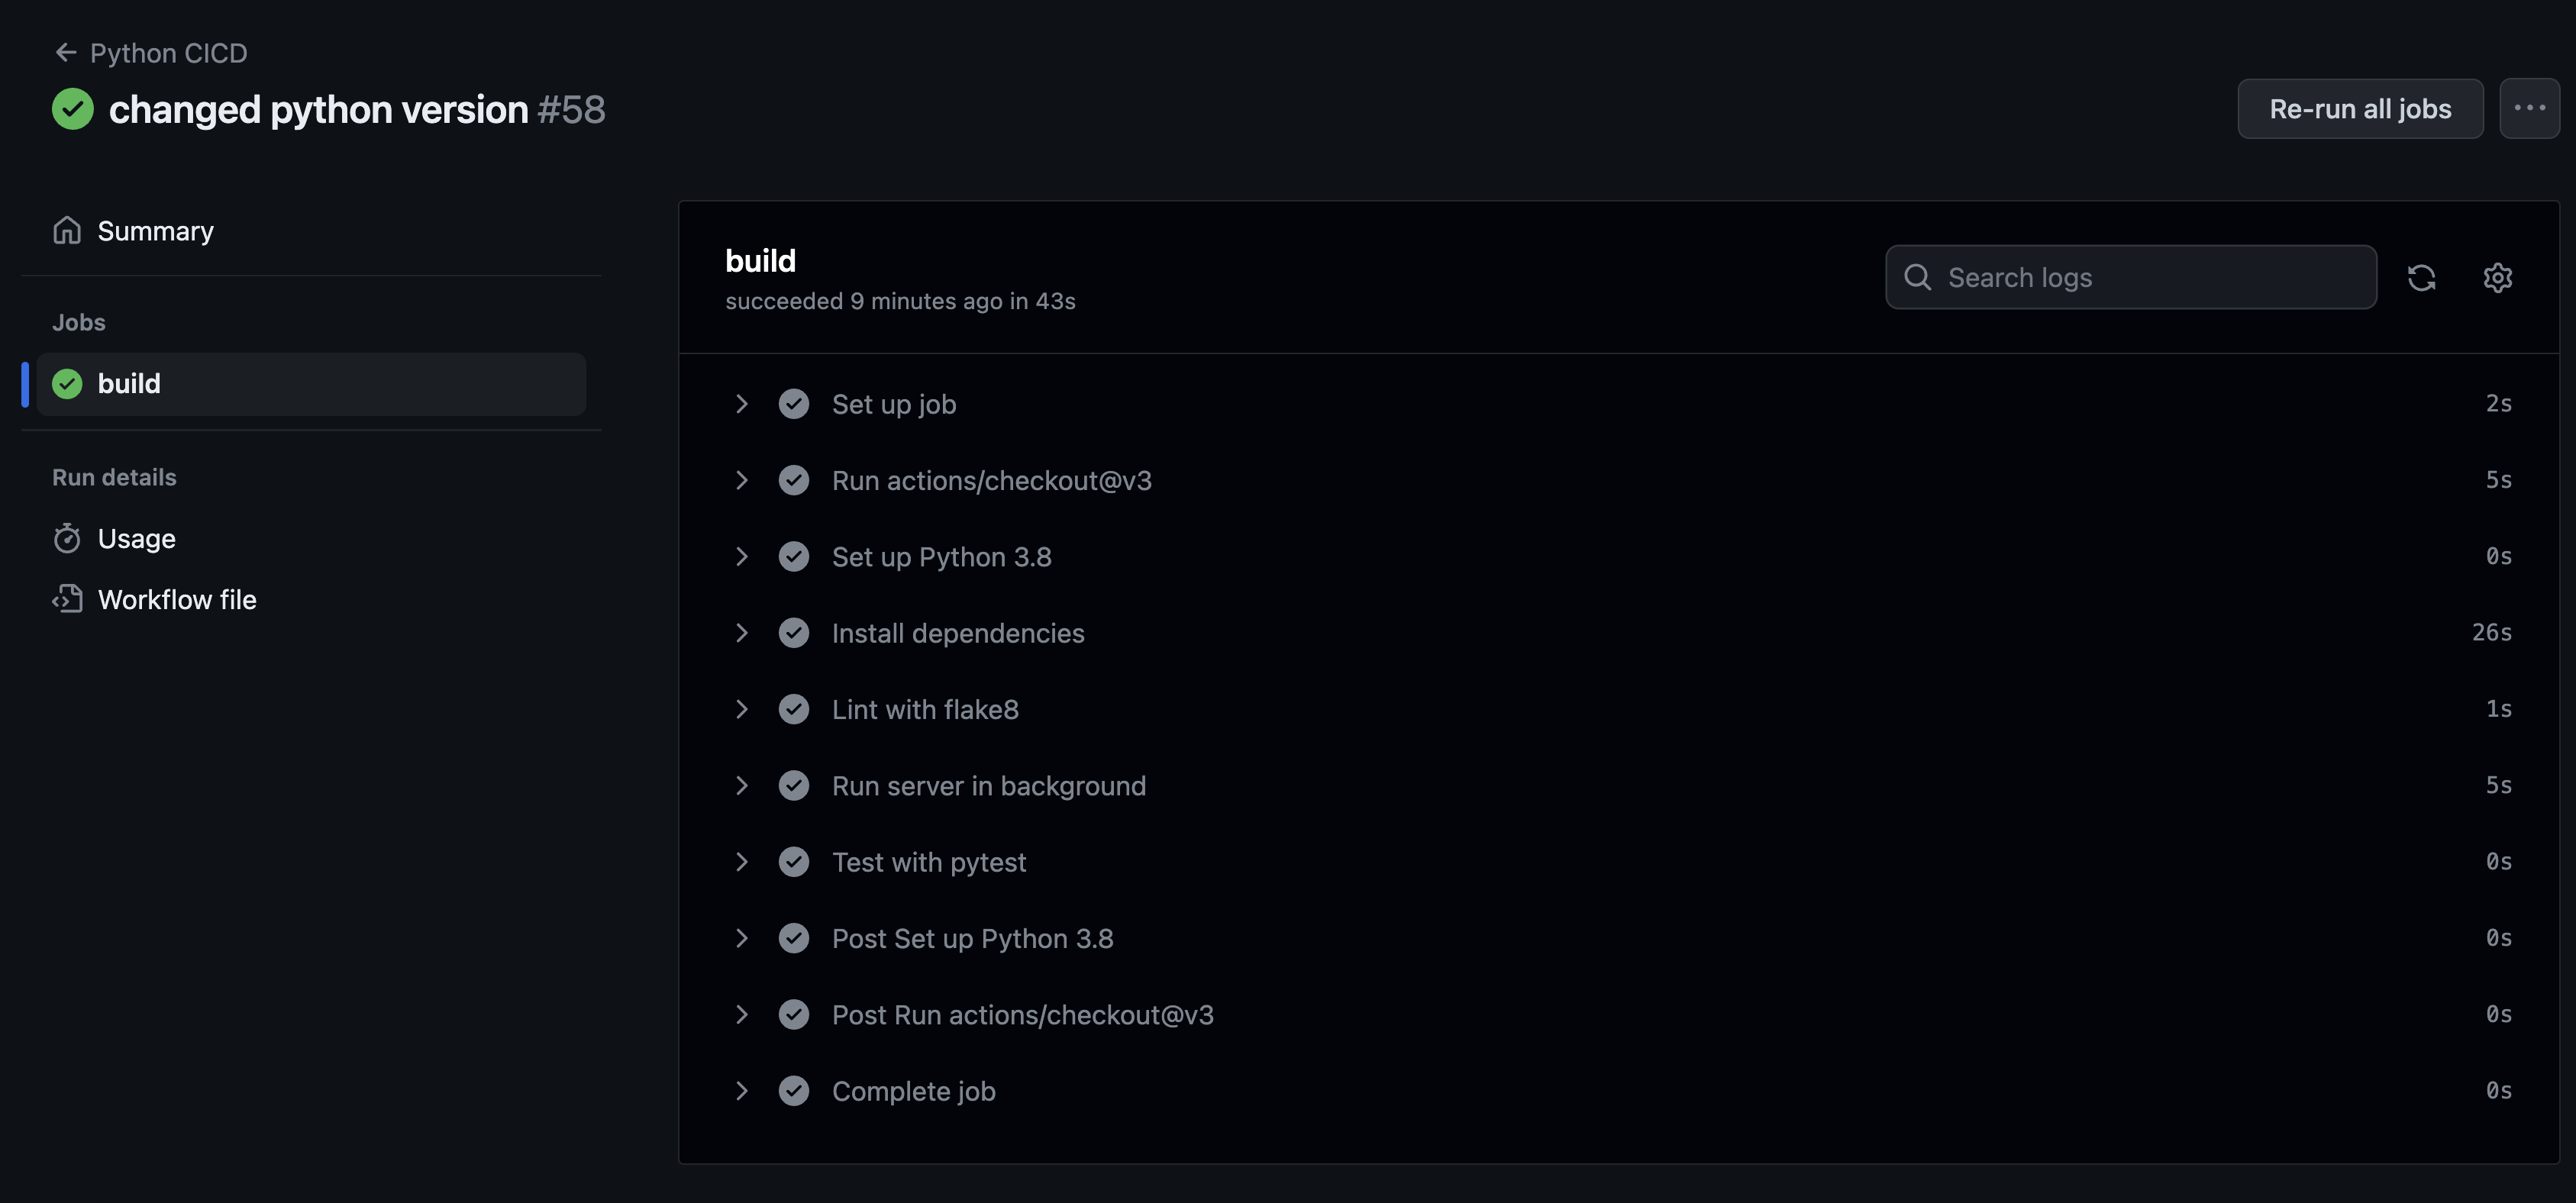 Python CICD
changed python version #58
Re-run all jobs
Summary
Jobs
build
Run details
Usage
Workflow file
build
succeeded 9 minutes ago in 43s
Search logs
Set up job 2s
Run actions/checkout@v3 5s
Set up Python 3.8 0s
Install dependencies 26s
Lint with flake8 1s
Run server in background 5s
Test with pytest 0s
Post Set up Python 3.8 0s
Post Run actions/checkout@v3 0s
Complete job 0s